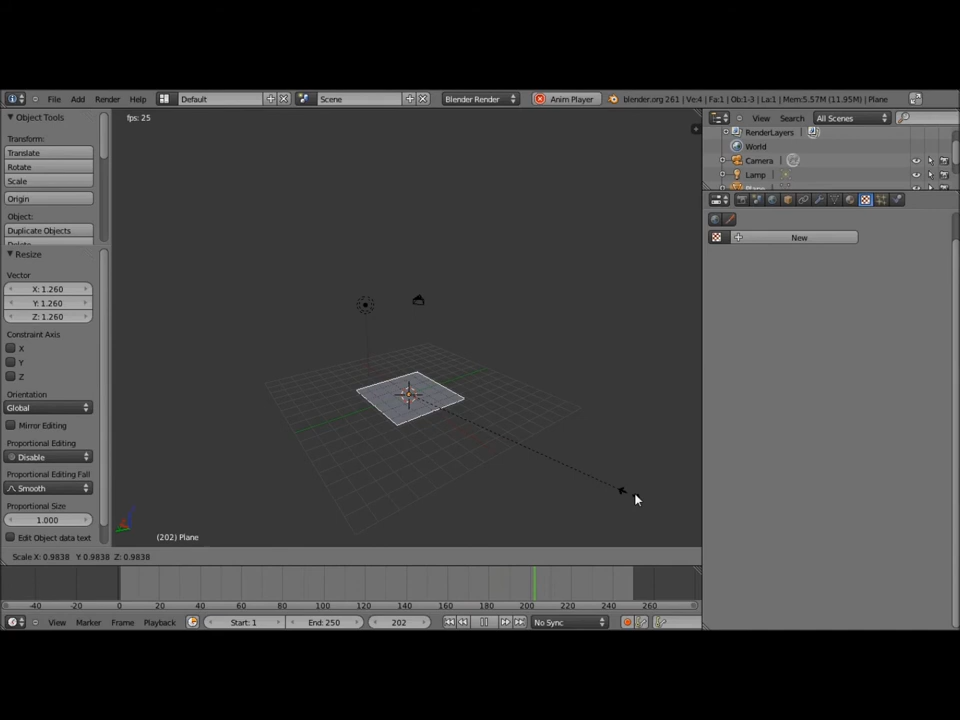 File Add Render Help Default Scene Blender Render Anim Player blender.org 261 | Ve:4 | Fa:1 | Ob:1-3 | La:1 | Mem:5.57M (11.95M) | Plane
Object Tools
fps: 25
View Search All Scenes
Transform:
RenderLayers
Translate
World
Rotate
Camera
Scale
Lamp
Origin
Object:
Duplicate Objects
New
Resize
Vector
X: 1.260
Y: 1.260
Z: 1.260
Constraint Axis
X
Y
Z
Orientation
Global
Mirror Editing
Proportional Editing
Disable
Proportional Editing Fall
Smooth
Proportional Size
1.000
Edit Object data text
(202) Plane
Scale X: 0.9838 Y: 0.9838 Z: 0.9838
-40 -20 0 20 40 60 80 100 120 140 160 180 200 220 240 260
View Marker Frame Playback Start: 1 End: 250 202 No Sync